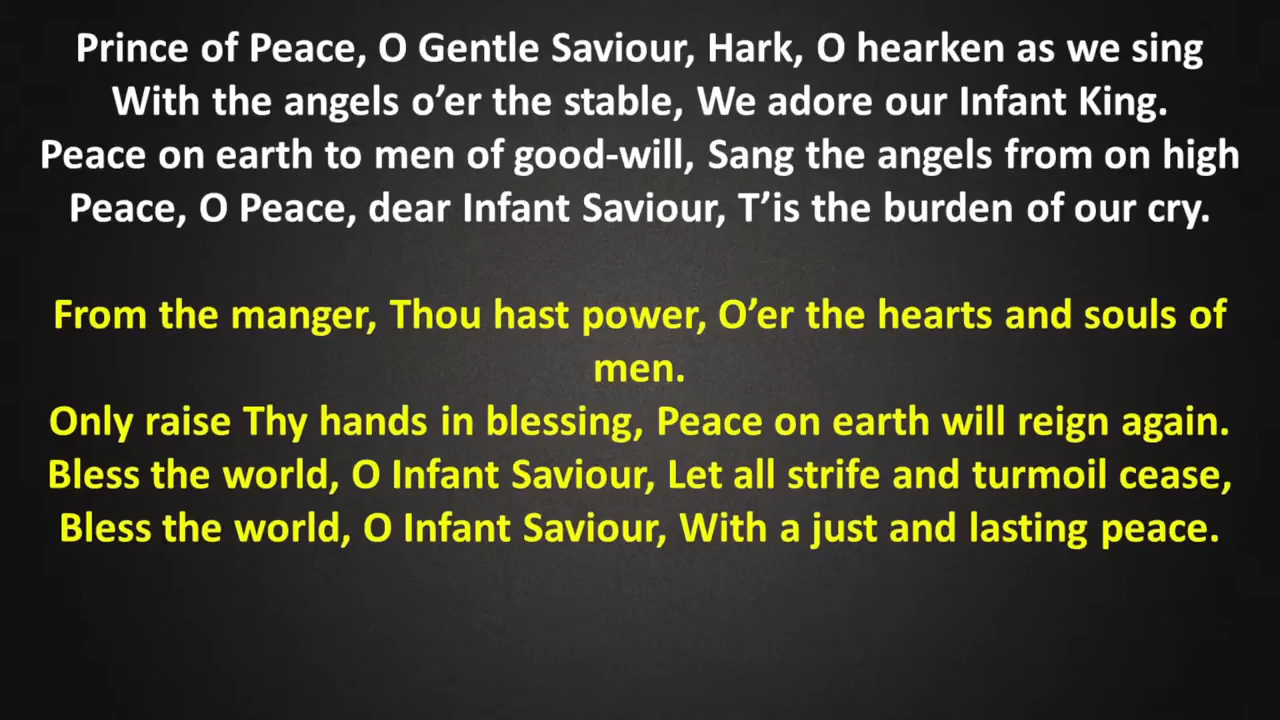 Prince of Peace, O Gentle Saviour, Hark, O hearken as we sing
With the angels o’er the stable, We adore our Infant King.
Peace on earth to men of good-will, Sang the angels from on high
Peace, O Peace, dear Infant Saviour, T’is the burden of our cry.
From the manger, Thou hast power, O’er the hearts and souls of
men.
Only raise Thy hands in blessing, Peace on earth will reign again.
Bless the world, O Infant Saviour, Let all strife and turmoil cease,
Bless the world, O Infant Saviour, With a just and lasting peace.